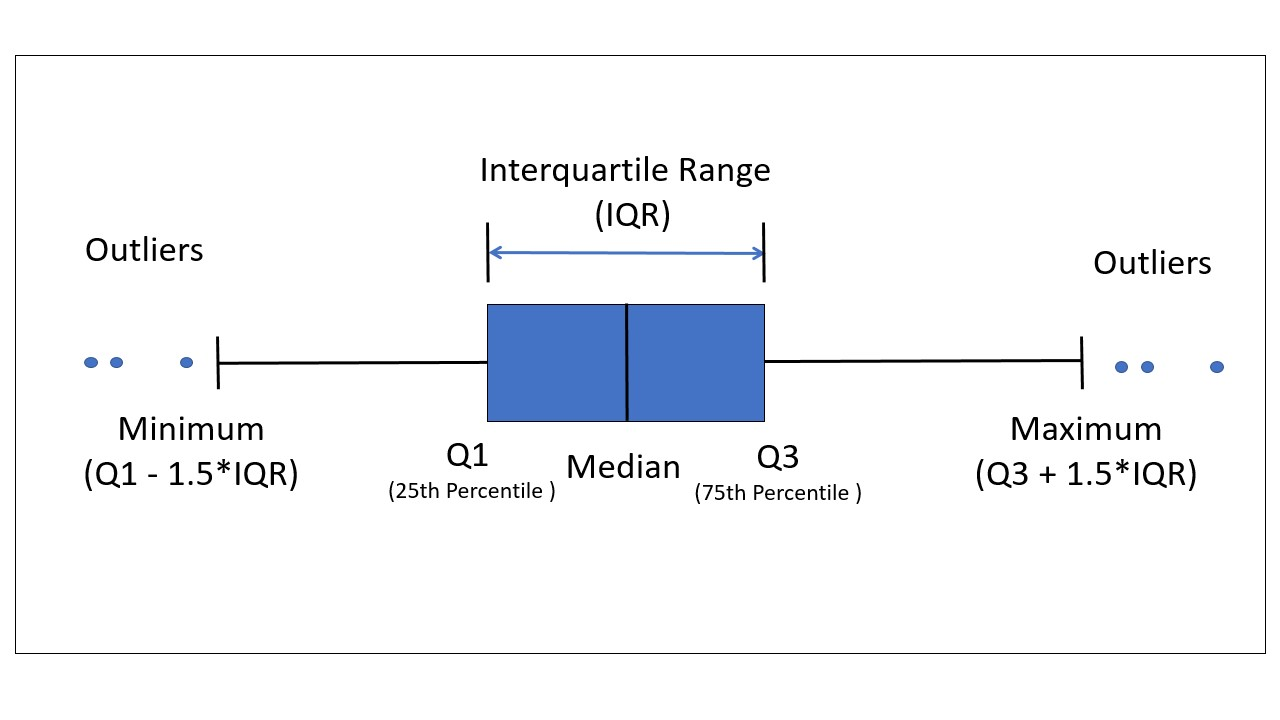 Interquartile Range
(IQR)
Outliers
Outliers
Minimum
(Q1 - 1.5*IQR)
Q1
(25th Percentile )
Median
Q3
(75th Percentile )
Maximum
(Q3 + 1.5*IQR)